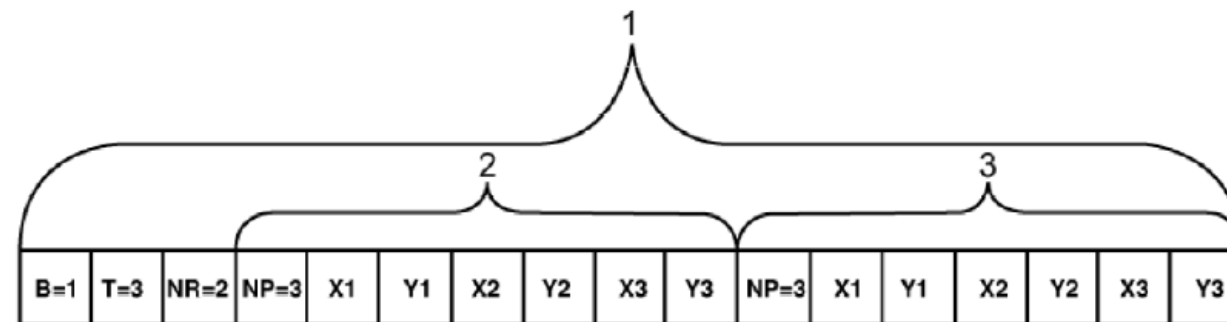 1
2 3
B=1 T=3 NR=2 NP=3 X1 Y1 X2 Y2 X3 Y3 NP=3 X1 Y1 X2 Y2 X3 Y3